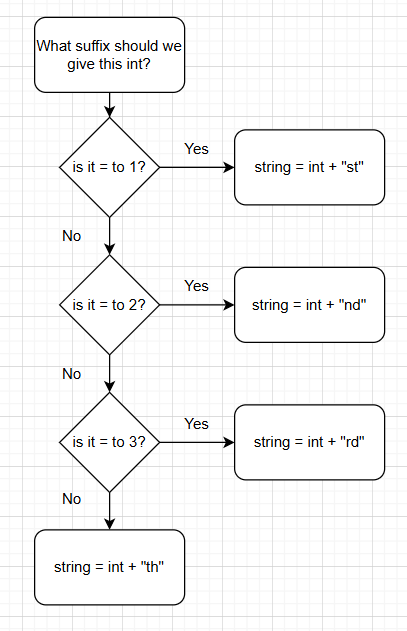 What suffix should we
give this int?
is it = to 1?
Yes
string = int + "st"
No
is it = to 2?
Yes
string = int + "nd"
No
is it = to 3?
Yes
string = int + "rd"
No
string = int + "th"